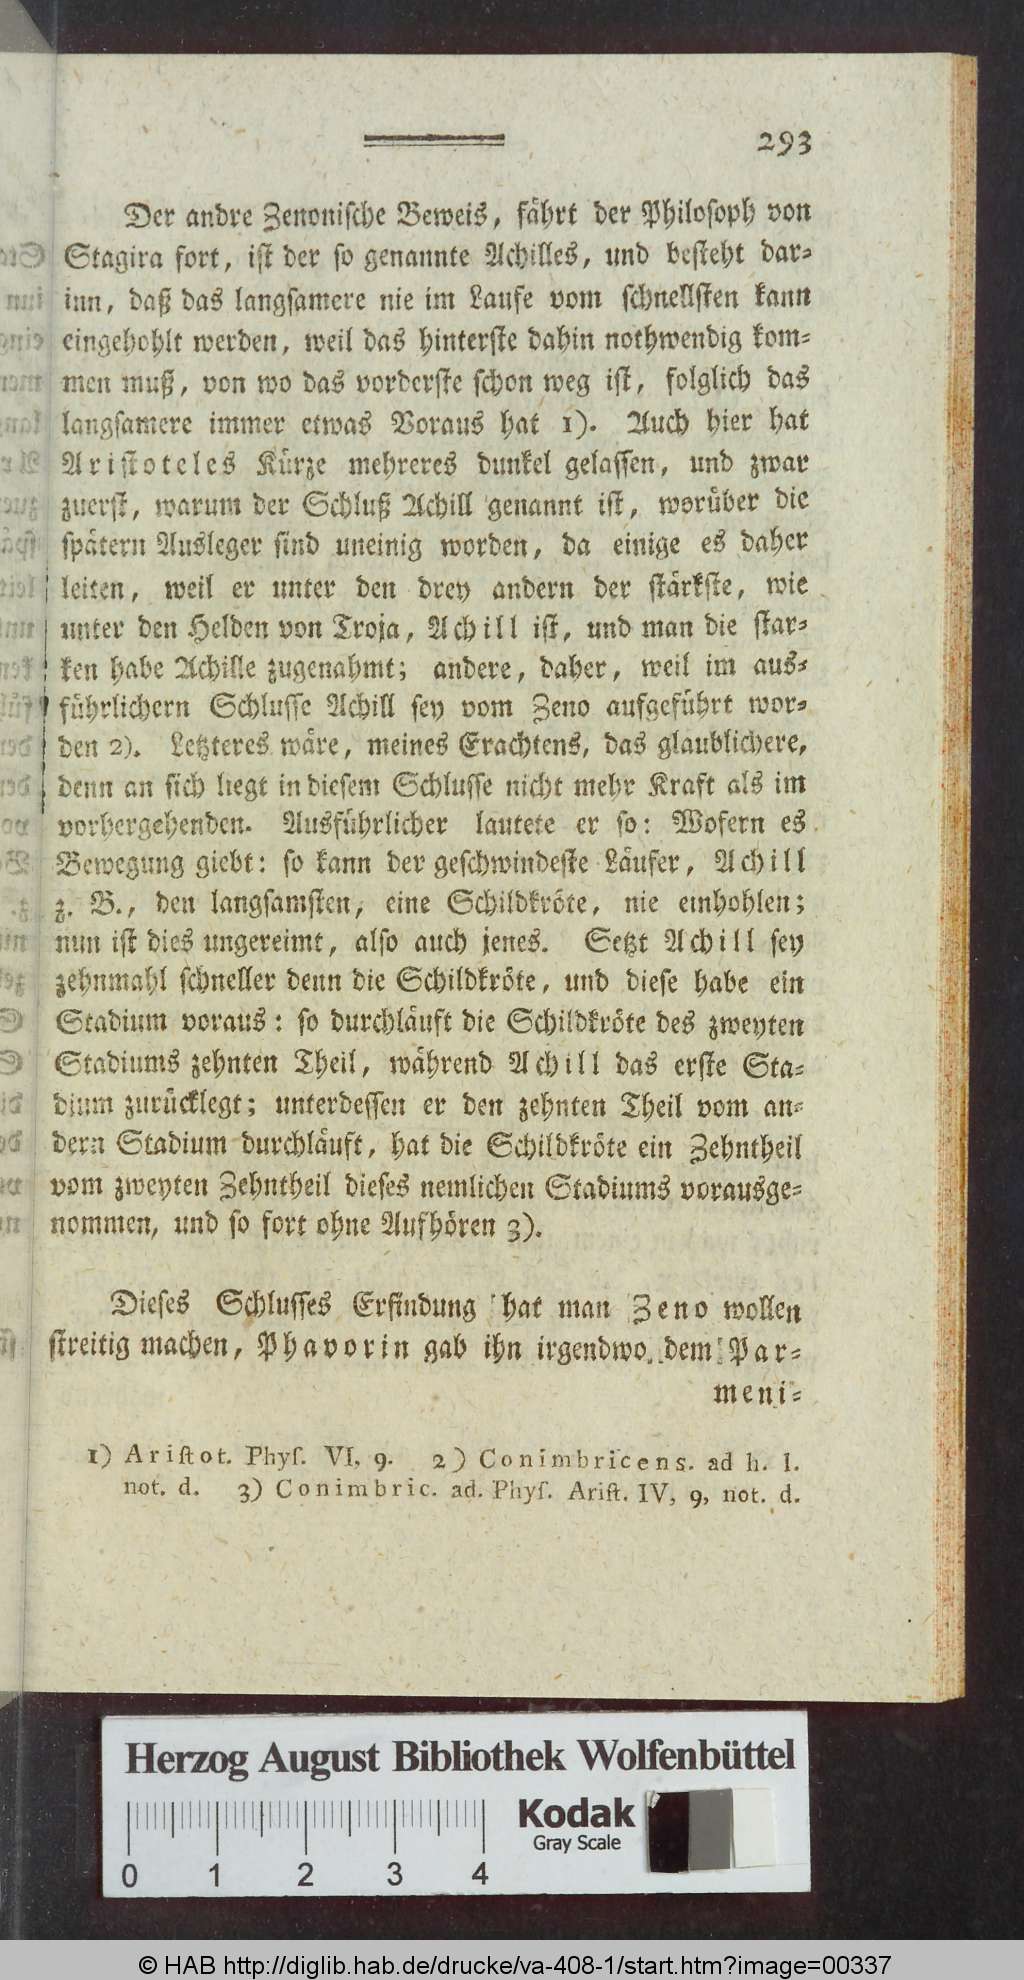 293
Der andre Zenonische Beweis, fährt der Philosoph von
Stagira fort, ist der so genannte Achilles, und besteht dar-
inn, daß das langsamere nie im Laufe vom schnellsten kann
eingehohlt werden, weil das hinterste dahin nothwendig kom-
men muß, von wo das vorderste schon weg ist, folglich das
langsamere immer etwas Voraus hat 1). Auch hier hat
Aristoteles Kürze mehreres dunkel gelassen, und zwar
zuerst, warum der Schluß Achill genannt ist, worüber die
spätern Ausleger sind uneinig worden, da einige es daher
leiten, weil er unter den drey andern der stärkste, wie
unter den Helden von Troja, Achill ist, und man die star-
ken habe Achille zugenahmt; andere, daher, weil im aus-
führlichern Schlusse Achill sey vom Zeno aufgeführt wor-
den 2). Letzteres wäre, meines Erachtens, das glaublichere,
denn an sich liegt in diesem Schlusse nicht mehr Kraft als im
vorhergehenden. Ausführlicher lautete er so: Wofern es
Bewegung giebt: so kann der geschwindeste Läufer, Achill
z. B., den langsamsten, eine Schildkröte, nie einhohlen;
nun ist dies ungereimt, also auch jenes. Setzt Achill sey
zehnmahl schneller denn die Schildkröte, und diese habe ein
Stadium voraus: so durchläuft die Schildkröte des zweyten
Stadiums zehnten Theil, während Achill das erste Sta-
dium zurücklegt; unterdessen er den zehnten Theil vom an-
dern Stadium durchläuft, hat die Schildkröte ein Zehntheil
vom zweyten Zehntheil dieses nemlichen Stadiums vorausge-
nommen, und so fort ohne Aufhören 3).
Dieses Schlusses Erfindung hat man Zeno wollen
streitig machen, Phavorin gab ihn irgendwo dem Par-
meni-
1) Aristot. Phys. VI, 9. 2) Conimbricens. ad h. l.
not. d. 3) Conimbric. ad. Phys. Arist. IV, 9, not. d.
Herzog August Bibliothek Wolfenbüttel
Kodak
Gray Scale
0 1 2 3 4
© HAB http://diglib.hab.de/drucke/va-408-1/start.htm?image=00337